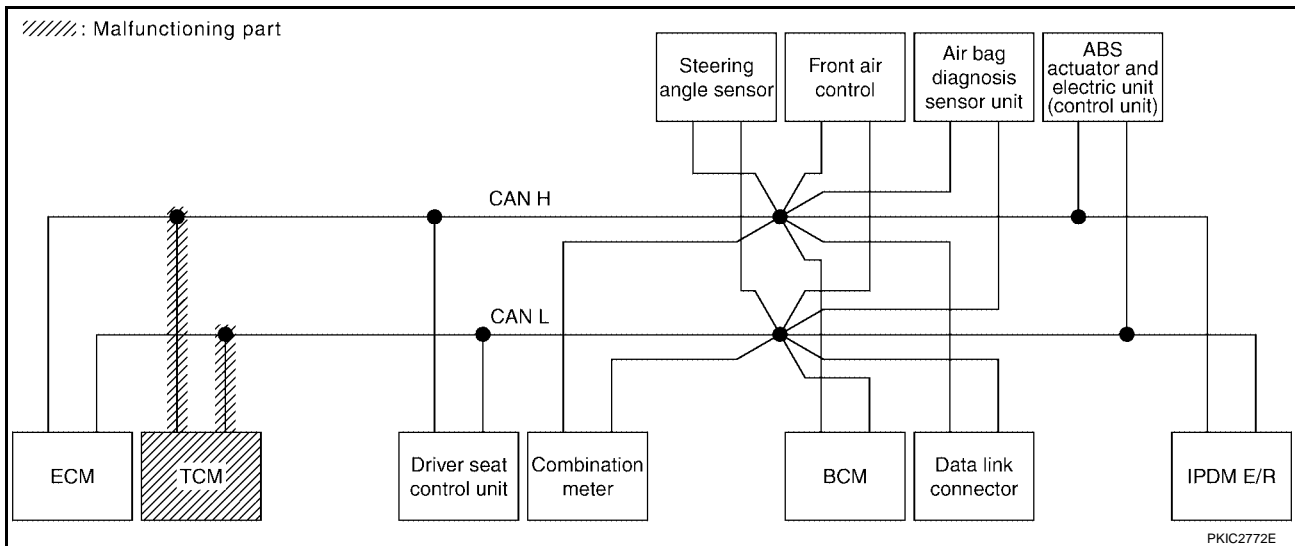 : Malfunctioning part
Steering
angle sensor
Front air
control
Air bag
diagnosis
sensor unit
ABS
actuator and
electric unit
(control unit)
CAN H
CAN L
ECM
TCM
Driver seat
control unit
Combination
meter
BCM
Data link
connector
IPDM E/R
PKIC2772E